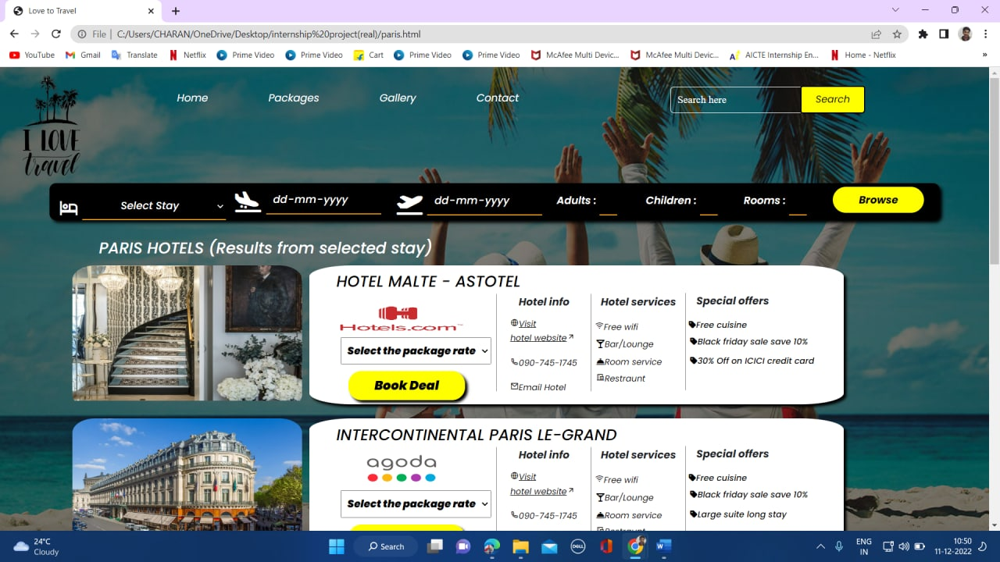 Love to Travel
File
C:/Users/CHARAN/OneDrive/Desktop/internship%20project(real)/paris.html
YouTube Gmail Translate Netflix Prime Video Prime Video Cart Prime Video Prime Video McAfee Multi Devic... McAfee Multi Devic... AICTE Internship En... Home - Netflix
I LOVE
travel
Home Packages Gallery Contact
Search here Search
Select Stay dd-mm-yyyy dd-mm-yyyy Adults : Children : Rooms : Browse
PARIS HOTELS (Results from selected stay)
HOTEL MALTE - ASTOTEL
Hotels.com™
Select the package rate
Book Deal
Hotel info
Visit
hotel website
090-745-1745
Email Hotel
Hotel services
Free wifi
Bar/Lounge
Room service
Restraunt
Special offers
Free cuisine
Black friday sale save 10%
30% Off on ICICI credit card
INTERCONTINENTAL PARIS LE-GRAND
agoda
Select the package rate
Hotel info
Visit
hotel website
090-745-1745
Hotel services
Free wifi
Bar/Lounge
Room service
Restraunt
Special offers
Free cuisine
Black friday sale save 10%
Large suite long stay
24°C
Cloudy
Search
DELL
ENG
IN
10:50
11-12-2022